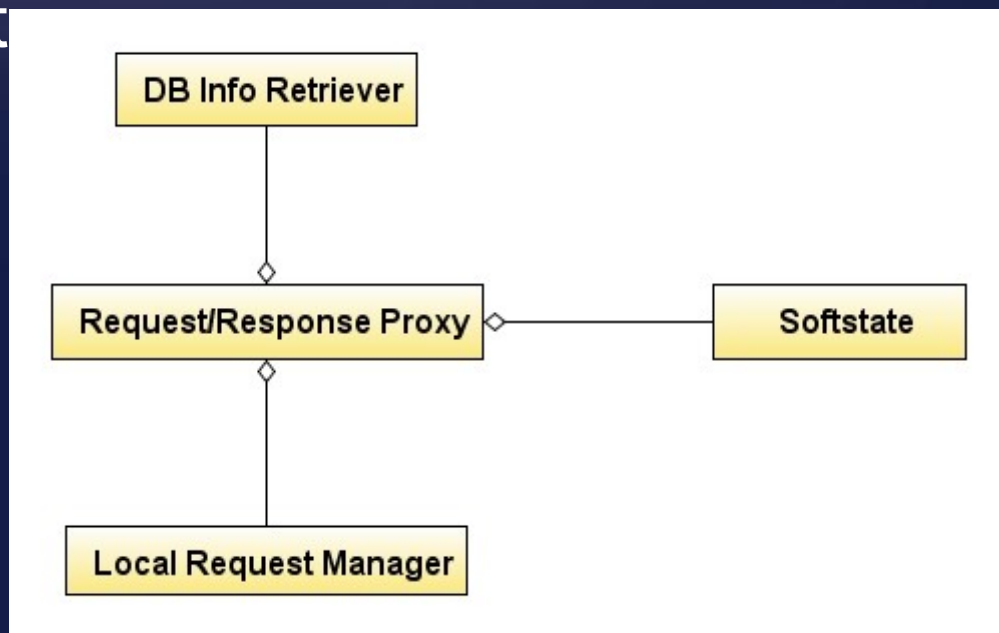 DB Info Retriever
Request/Response Proxy
Softstate
Local Request Manager